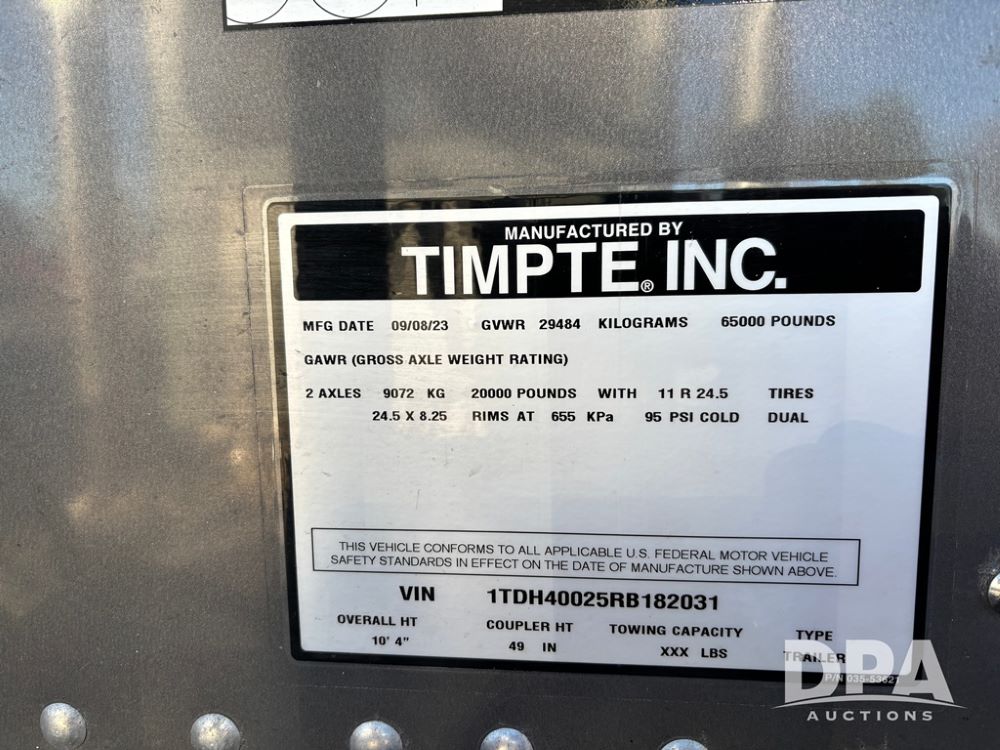 MANUFACTURED BY
TIMPTE® INC.
MFG DATE 09/08/23 GVWR 29484 KILOGRAMS 65000 POUNDS
GAWR (GROSS AXLE WEIGHT RATING)
2 AXLES 9072 KG 20000 POUNDS WITH 11 R 24.5 TIRES
24.5 X 8.25 RIMS AT 655 KPa 95 PSI COLD DUAL
THIS VEHICLE CONFORMS TO ALL APPLICABLE U.S. FEDERAL MOTOR VEHICLE
SAFETY STANDARDS IN EFFECT ON THE DATE OF MANUFACTURE SHOWN ABOVE.
VIN 1TDH40025RB182031
OVERALL HT COUPLER HT TOWING CAPACITY TYPE
10' 4" 49 IN XXX LBS TRAILER
P/N 035-53621
DPA
AUCTIONS